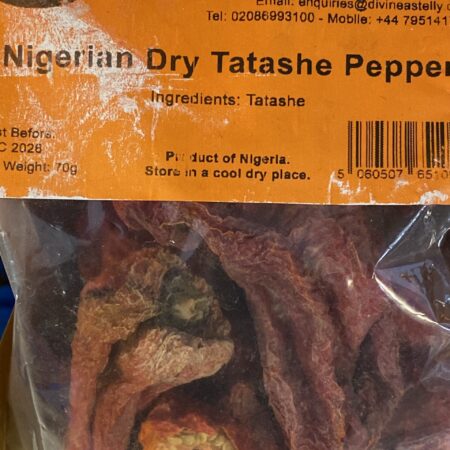 Email: enquiries@divineastelly.c
Tel: 02086993100 - Mobile: +44 795141
Nigerian Dry Tatashe Pepper
Ingredients: Tatashe
st Before:
C 2026
Weight: 70g
Product of Nigeria.
Store in a cool dry place.
5 060507 6510